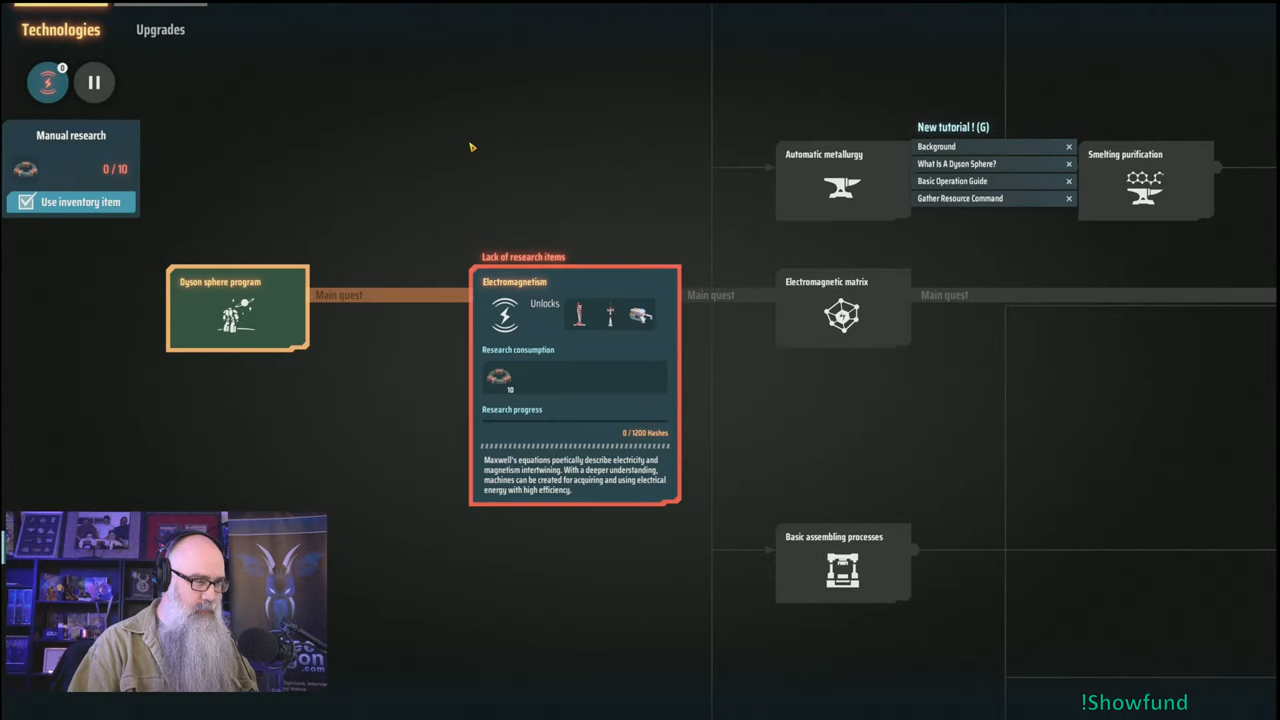 Technologies
Upgrades
0
Manual research
0 / 10
Use inventory item
New tutorial ! (G)
Background
What Is A Dyson Sphere?
Basic Operation Guide
Gather Resource Command
Automatic metallurgy
Smelting purification
Dyson sphere program
Main quest
Lack of research items
Electromagnetism
Unlocks
Research consumption
10
Research progress
0 / 1200 Hashes
Maxwell's equations poetically describe electricity and
magnetism intertwining. With a deeper understanding,
machines can be created for acquiring and using electrical
energy with high efficiency.
Main quest
Electromagnetic matrix
Main quest
Basic assembling processes
.com
!Showfund